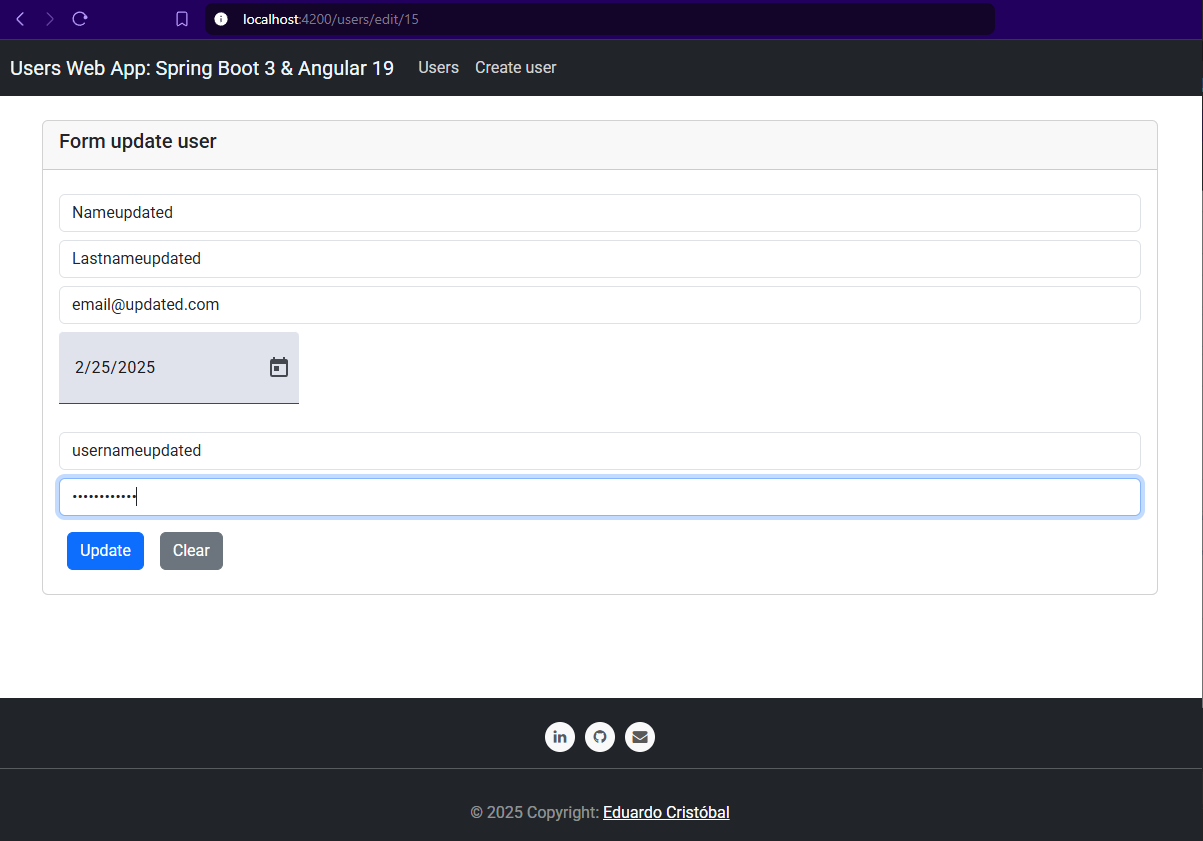 localhost:4200/users/edit/15
Users Web App: Spring Boot 3 & Angular 19 Users Create user
Form update user
Nameupdated
Lastnameupdated
email@updated.com
2/25/2025
usernameupdated
••••••••••••
Update Clear
in
© 2025 Copyright: Eduardo Cristóbal